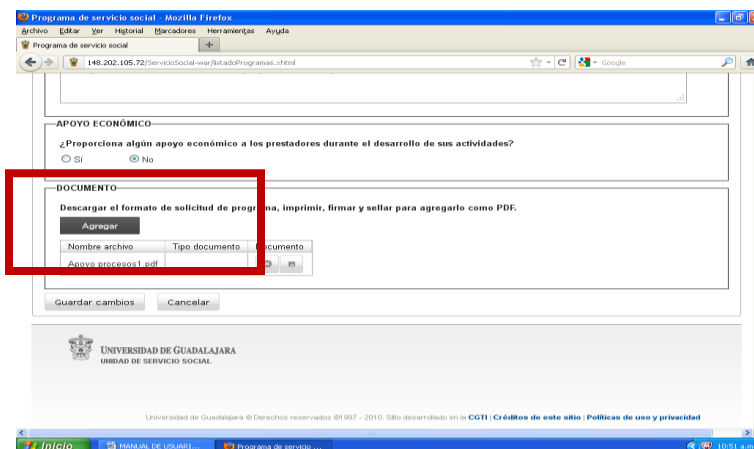 Programa de servicio social - Mozilla Firefox
Archivo Editar Ver Historial Marcadores Herramientas Ayuda
Programa de servicio social
148.202.105.72/ServicioSocial-war/listadoProgramas.xhtml
Google
APOYO ECONÓMICO
¿Proporciona algún apoyo económico a los prestadores durante el desarrollo de sus actividades?
Sí No
DOCUMENTO
Descargar el formato de solicitud de programa, imprimir, firmar y sellar para agregarlo como PDF.
Agregar
Nombre archivo Tipo documento Documento
Apoyo procesos1.pdf
Guardar cambios Cancelar
UNIVERSIDAD DE GUADALAJARA
UNIDAD DE SERVICIO SOCIAL
Universidad de Guadalajara © Derechos reservados ©1997 - 2010. Sitio desarrollado en la CGTI | Créditos de este sitio | Políticas de uso y privacidad
Inicio MANUAL DE USUARI... Programa de servicio ... 10:51 a.m.